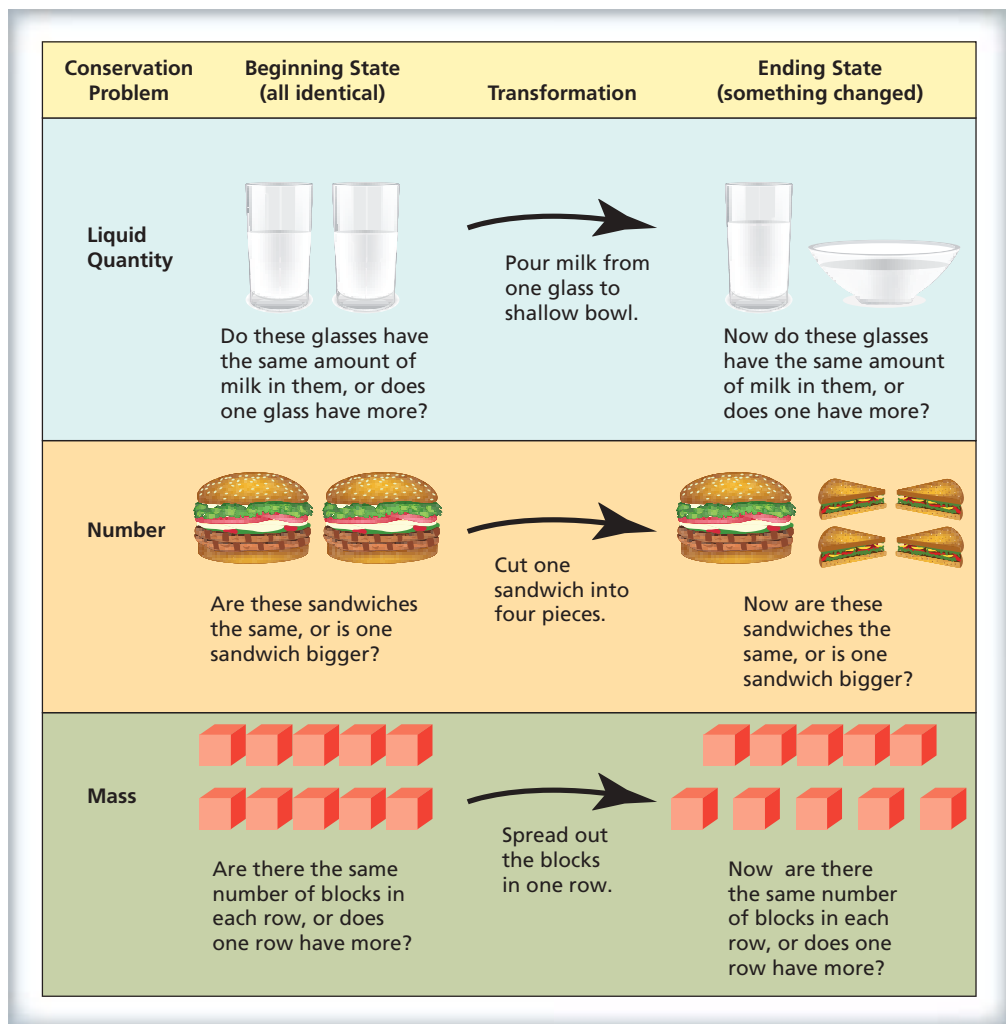 Conservation
Problem
Beginning State
(all identical)
Transformation
Ending State
(something changed)
Liquid
Quantity
Do these glasses have
the same amount of
milk in them, or does
one glass have more?
Pour milk from
one glass to
shallow bowl.
Now do these glasses
have the same amount
of milk in them, or
does one have more?
Number
Are these sandwiches
the same, or is one
sandwich bigger?
Cut one
sandwich into
four pieces.
Now are these
sandwiches the
same, or is one
sandwich bigger?
Mass
Are there the same
number of blocks in
each row, or does
one row have more?
Spread out
the blocks
in one row.
Now are there
the same number
of blocks in each
row, or does one
row have more?